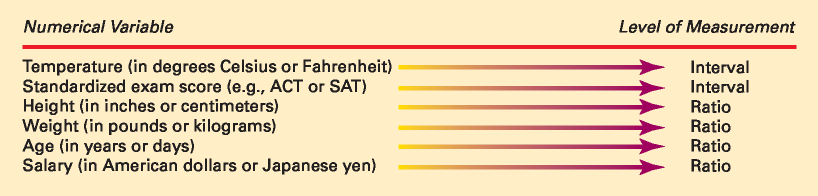 Numerical Variable Level of Measurement
Temperature (in degrees Celsius or Fahrenheit) Interval
Standardized exam score (e.g., ACT or SAT) Interval
Height (in inches or centimeters) Ratio
Weight (in pounds or kilograms) Ratio
Age (in years or days) Ratio
Salary (in American dollars or Japanese yen) Ratio